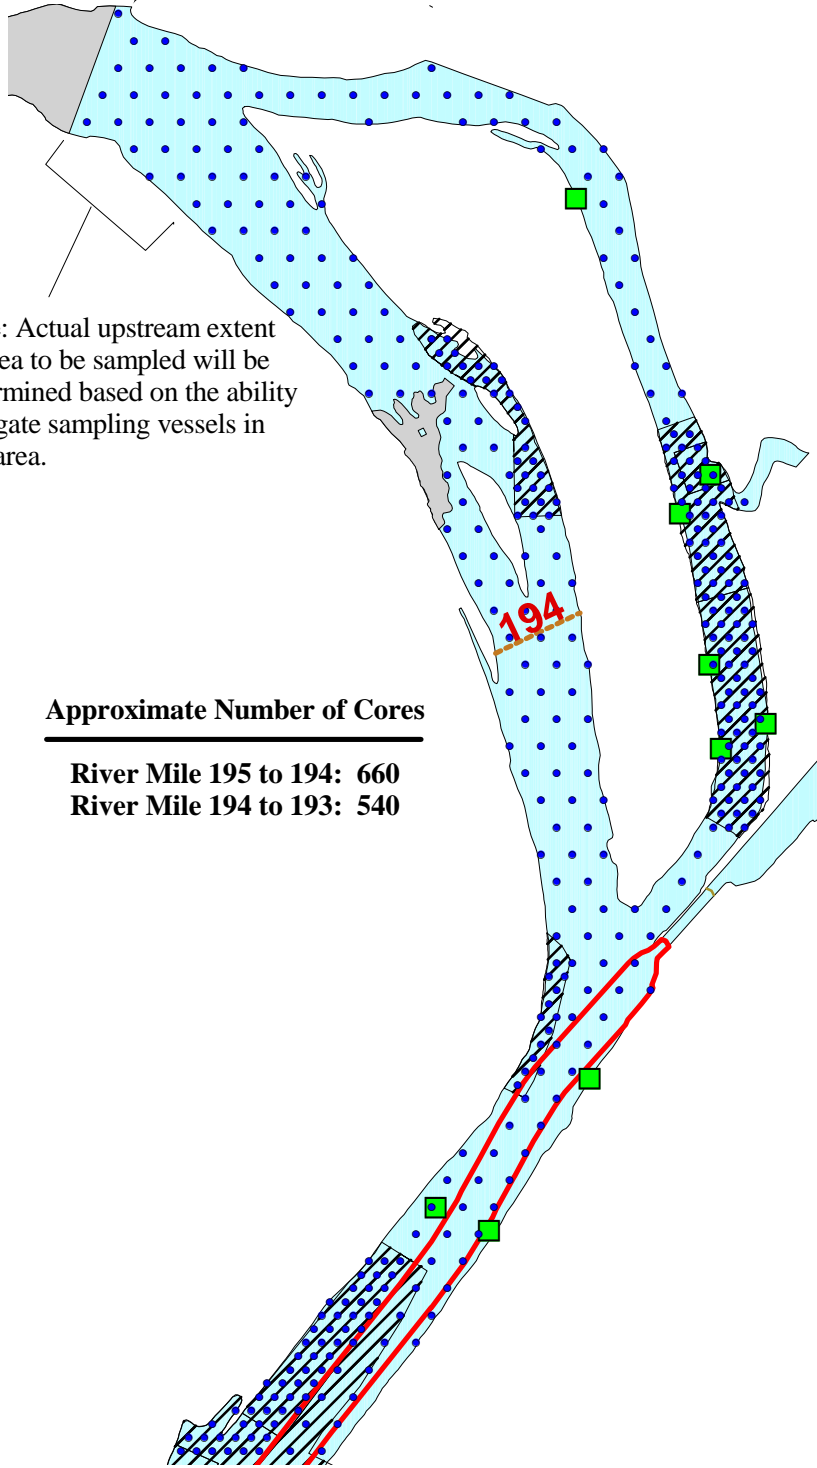 : Actual upstream extent
ea to be sampled will be
rmined based on the ability
gate sampling vessels in
area.
194
Approximate Number of Cores
River Mile 195 to 194: 660
River Mile 194 to 193: 540